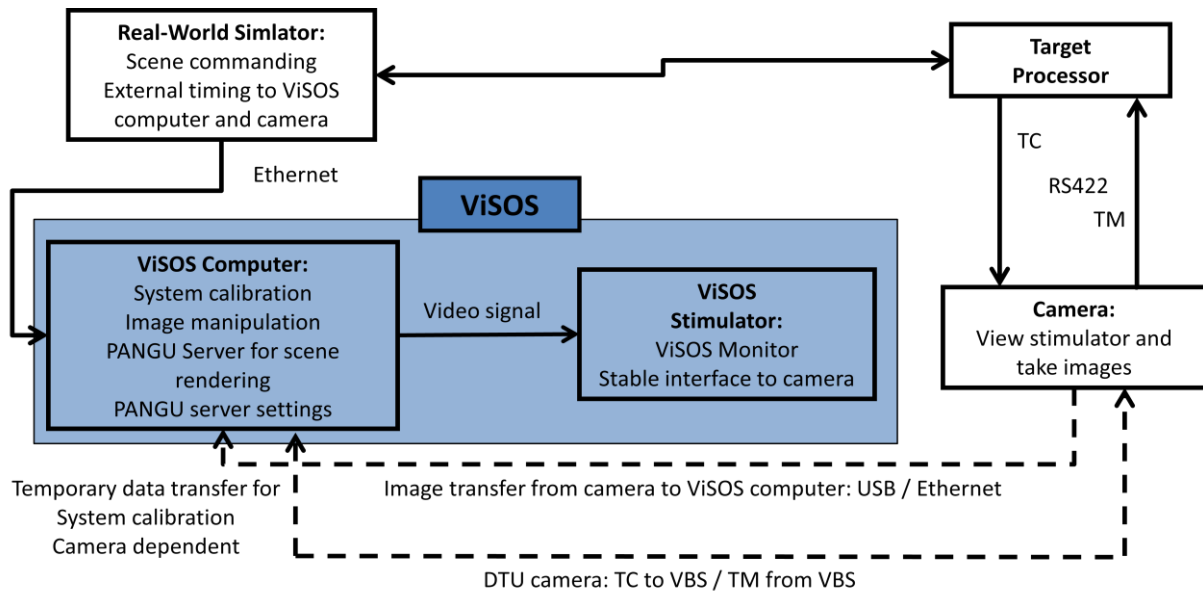 Real-World Simlator:
Scene commanding
External timing to ViSOS
computer and camera
Target
Processor
Ethernet
TC
RS422
TM
ViSOS
ViSOS Computer:
System calibration
Image manipulation
PANGU Server for scene
rendering
PANGU server settings
Video signal
ViSOS
Stimulator:
ViSOS Monitor
Stable interface to camera
Camera:
View stimulator and
take images
Temporary data transfer for
System calibration
Camera dependent
Image transfer from camera to ViSOS computer: USB / Ethernet
DTU camera: TC to VBS / TM from VBS